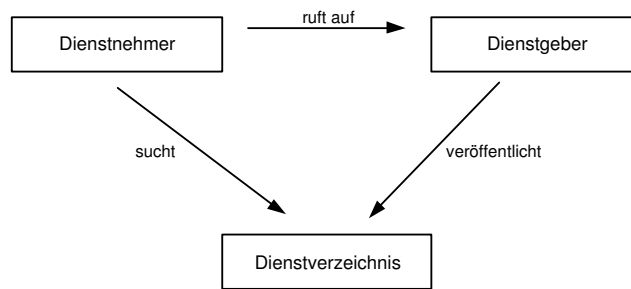 ruft auf
Dienstnehmer
Dienstgeber
sucht
veröffentlicht
Dienstverzeichnis